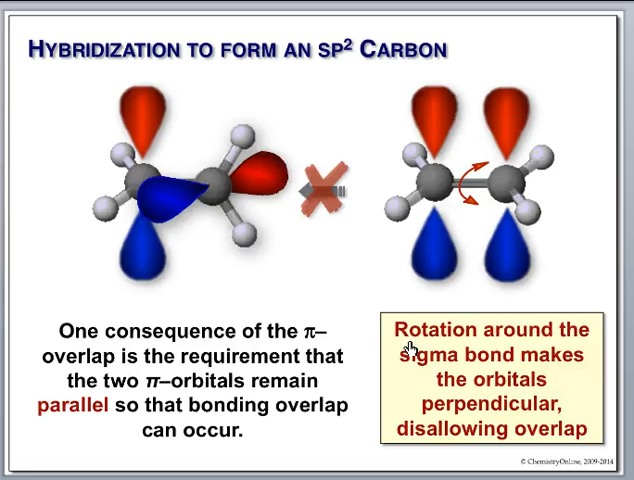 HYBRIDIZATION TO FORM AN SP² CARBON
One consequence of the π–
overlap is the requirement that
the two π–orbitals remain
parallel so that bonding overlap
can occur.
Rotation around the
sigma bond makes
the orbitals
perpendicular,
disallowing overlap
© ChemistryOnline, 2009-2014